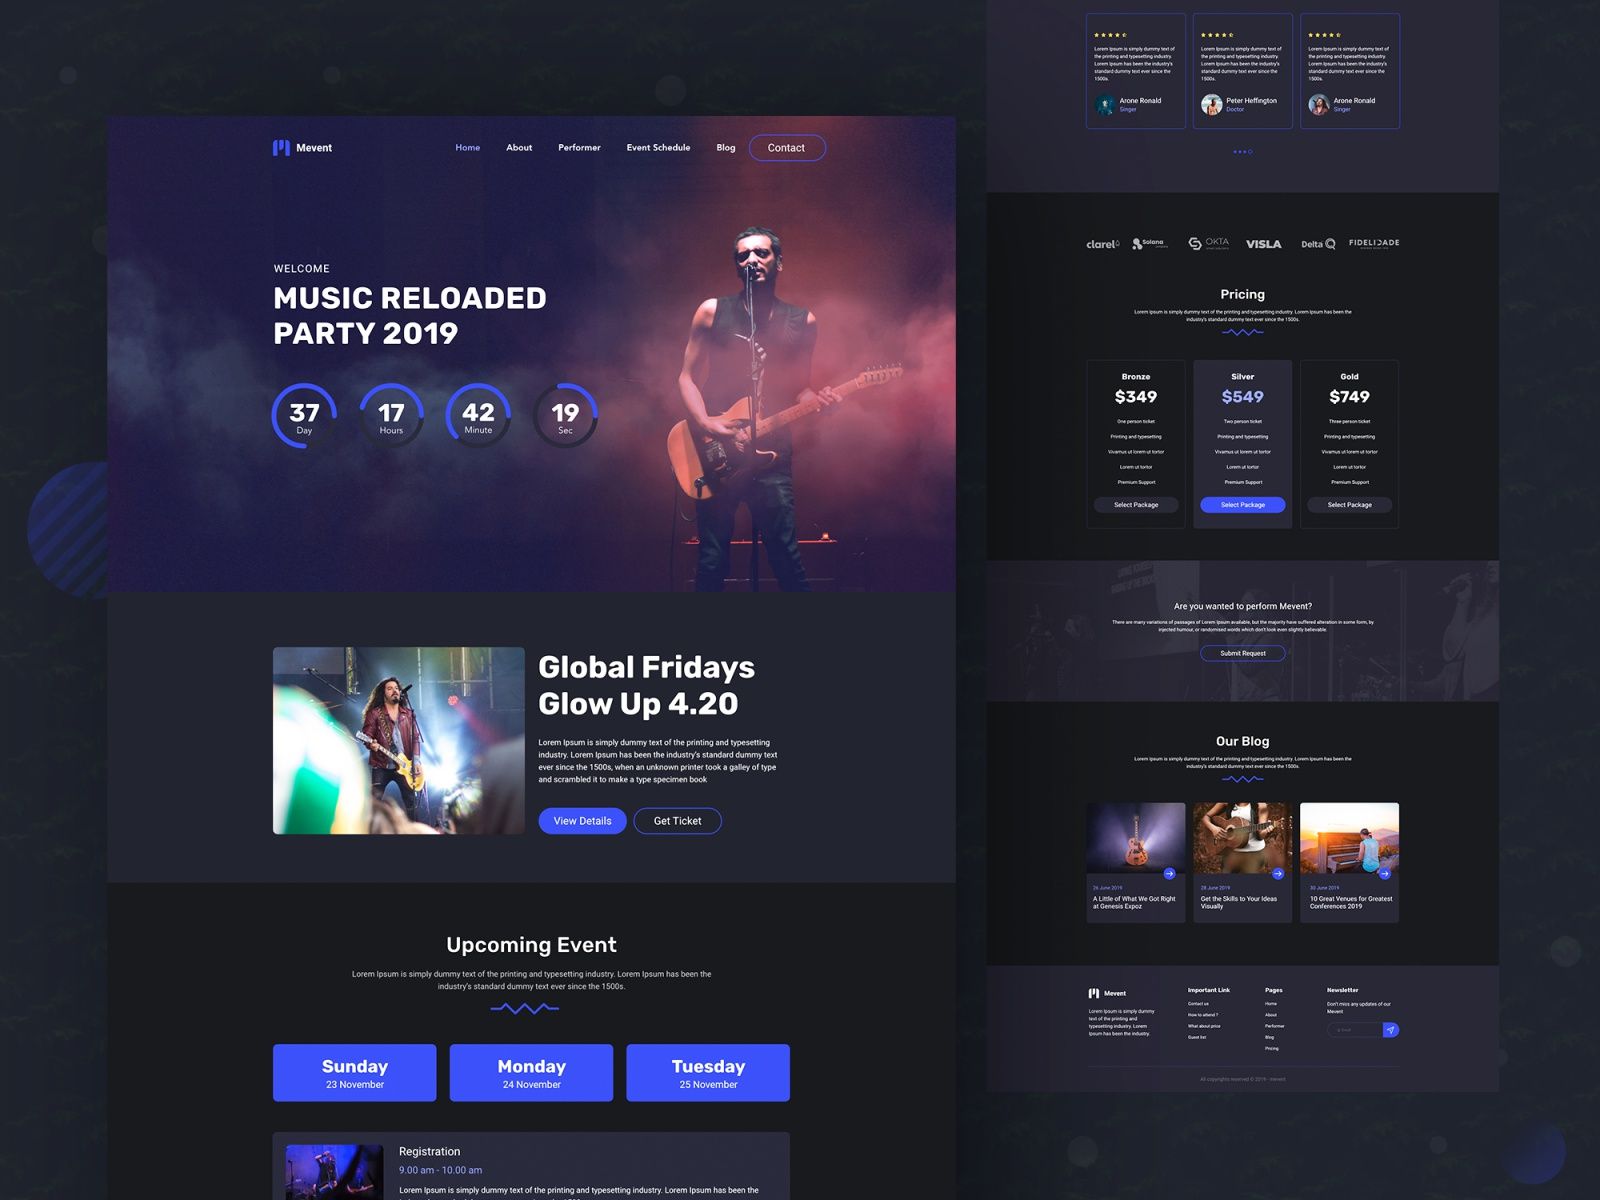 Mevent
Home
About
Performer
Event Schedule
Blog
Contact
WELCOME
MUSIC RELOADED
PARTY 2019
37
Day
17
Hours
42
Minute
19
Sec
Global Fridays
Glow Up 4.20
Lorem Ipsum is simply dummy text of the printing and typesetting
industry. Lorem Ipsum has been the industry's standard dummy text
ever since the 1500s, when an unknown printer took a galley of type
and scrambled it to make a type specimen book
View Details
Get Ticket
Upcoming Event
Lorem Ipsum is simply dummy text of the printing and typesetting industry. Lorem Ipsum has been the
industry's standard dummy text ever since the 1500s.
Sunday
23 November
Monday
24 November
Tuesday
25 November
Registration
9.00 am - 10.00 am
Lorem Ipsum is simply dummy text of the printing and typesetting industry. Lorem Ipsum has been the
Lorem Ipsum is simply dummy text of
the printing and typesetting industry.
Lorem Ipsum has been the industry's
standard dummy text ever since the
1500s.
Arone Ronald
Singer
Lorem Ipsum is simply dummy text of
the printing and typesetting industry.
Lorem Ipsum has been the industry's
standard dummy text ever since the
1500s.
Peter Heffington
Doctor
Lorem Ipsum is simply dummy text of
the printing and typesetting industry.
Lorem Ipsum has been the industry's
standard dummy text ever since the
1500s.
Arone Ronald
Singer
clarel
Solana
OKTA
VISLA
Delta
FIDELIDADE
Pricing
Lorem Ipsum is simply dummy text of the printing and typesetting industry. Lorem Ipsum has been the
industry's standard dummy text ever since the 1500s.
Bronze
$349
One person ticket
Printing and typesetting
Vivamus ut lorem ut tortor
Lorem ut tortor
Premium Support
Select Package
Silver
$549
Two person ticket
Printing and typesetting
Vivamus ut lorem ut tortor
Lorem ut tortor
Premium Support
Select Package
Gold
$749
Three person ticket
Printing and typesetting
Vivamus ut lorem ut tortor
Lorem ut tortor
Premium Support
Select Package
Are you wanted to perform Mevent?
There are many variations of passages of Lorem Ipsum available, but the majority have suffered alteration in some form, by
injected humour, or randomised words which don't look even slightly believable.
Submit Request
Our Blog
Lorem Ipsum is simply dummy text of the printing and typesetting industry. Lorem Ipsum has been the
industry's standard dummy text ever since the 1500s.
26 June 2019
A Little of What We Got Right
at Genesis Expoz
28 June 2019
Get the Skills to Your Ideas
Visually
30 June 2019
10 Great Venues for Greatest
Conferences 2019
Mevent
Lorem Ipsum is simply dummy
text of the printing and
typesetting industry. Lorem
Ipsum has been the industry.
Important Link
Contact us
How to attend ?
What about price
Guest list
Pages
Home
About
Performer
Blog
Pricing
Newsletter
Don't miss any updates of our
Mevent
All copyrights reserved © 2019 - mevent